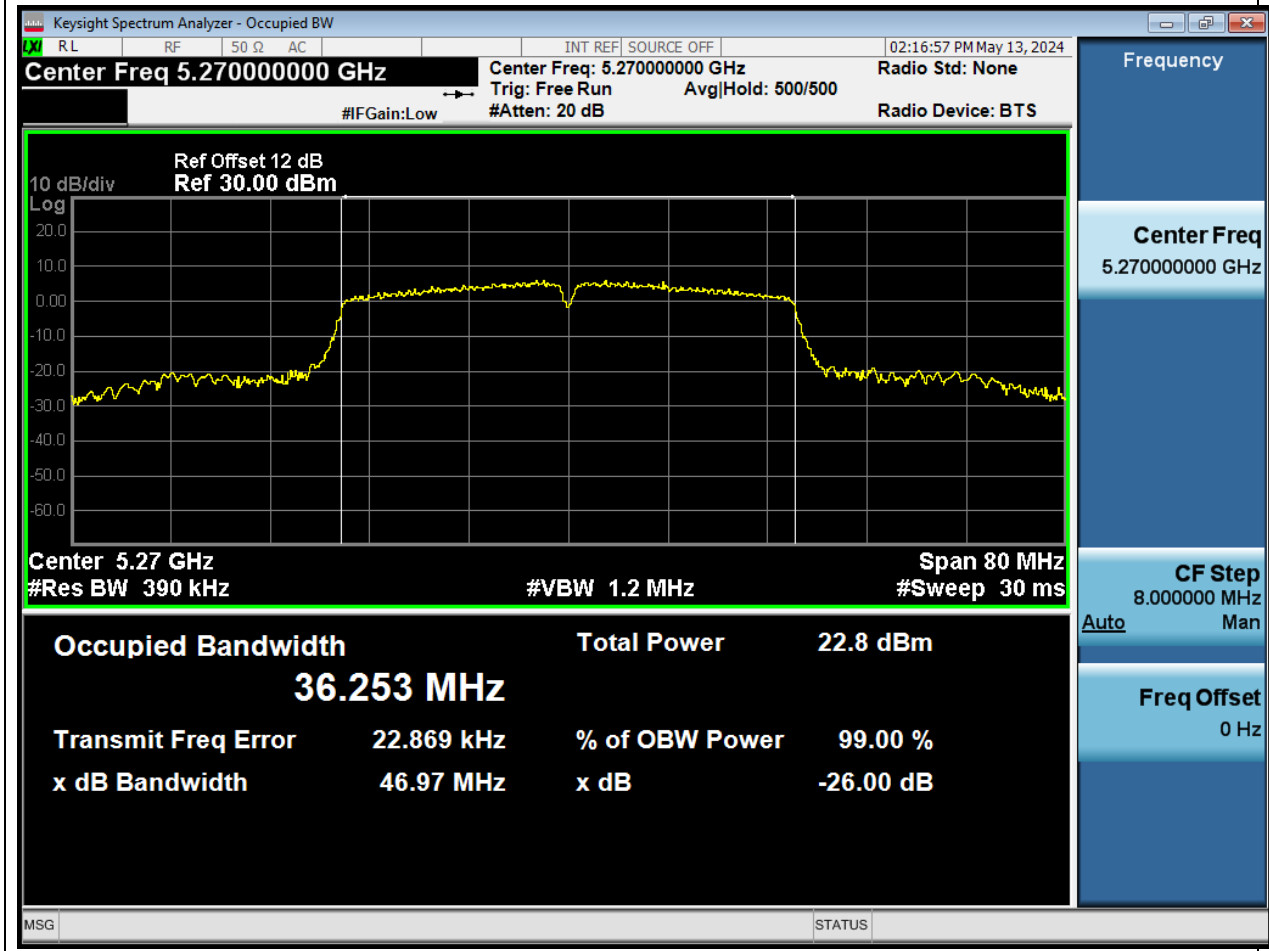 Keysight Spectrum Analyzer - Occupied BW
LXI RL RF 50 Ω AC INT REF SOURCE OFF 02:16:57 PM May 13, 2024
Center Freq 5.270000000 GHz
Center Freq: 5.270000000 GHz
Radio Std: None
Trig: Free Run Avg|Hold: 500/500
#IFGain:Low
#Atten: 20 dB
Radio Device: BTS
Ref Offset 12 dB
10 dB/div Ref 30.00 dBm
Log
20.0
10.0
0.00
-10.0
-20.0
-30.0
-40.0
-50.0
-60.0
Center 5.27 GHz Span 80 MHz
#Res BW 390 kHz #VBW 1.2 MHz #Sweep 30 ms
Occupied Bandwidth Total Power 22.8 dBm
36.253 MHz
Transmit Freq Error 22.869 kHz % of OBW Power 99.00 %
x dB Bandwidth 46.97 MHz x dB -26.00 dB
MSG STATUS
Frequency
Center Freq
5.270000000 GHz
CF Step
8.000000 MHz
Auto Man
Freq Offset
0 Hz